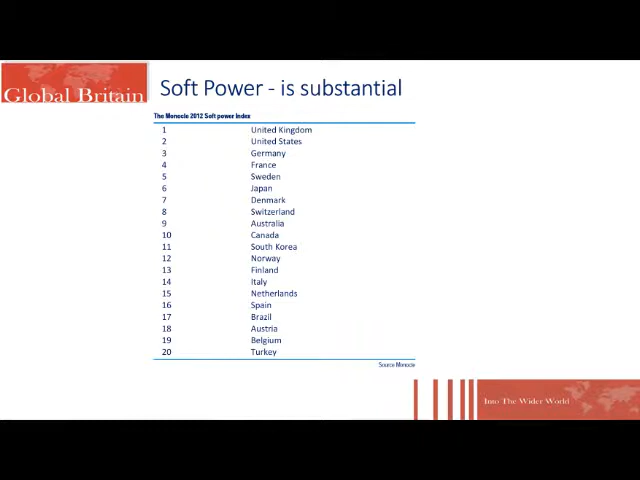 Global Britain
Soft Power - is substantial
The Monocle 2012 Soft power index
1 United Kingdom
2 United States
3 Germany
4 France
5 Sweden
6 Japan
7 Denmark
8 Switzerland
9 Australia
10 Canada
11 South Korea
12 Norway
13 Finland
14 Italy
15 Netherlands
16 Spain
17 Brazil
18 Austria
19 Belgium
20 Turkey
Source Monocle
Into The Wider World